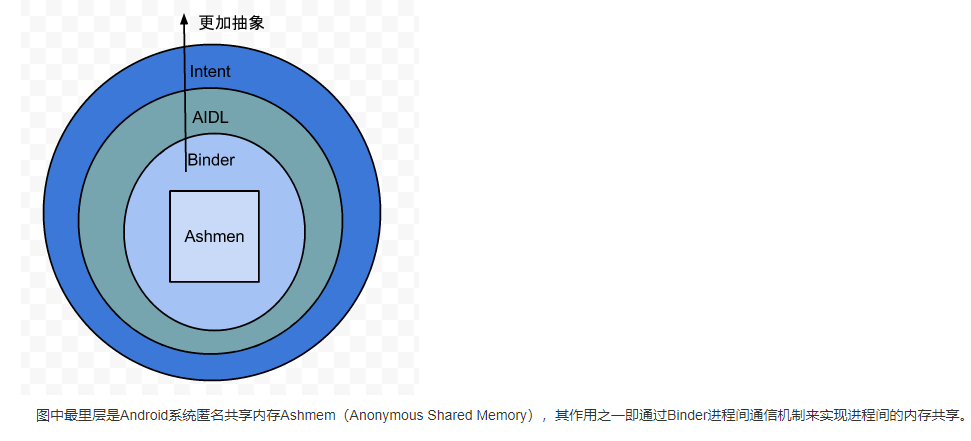 更加抽象
Intent
AIDL
Binder
Ashmen
图中最里层是Android系统匿名共享内存Ashmem（Anonymous Shared Memory），其作用之一即通过Binder进程间通信机制来实现进程间的内存共享。